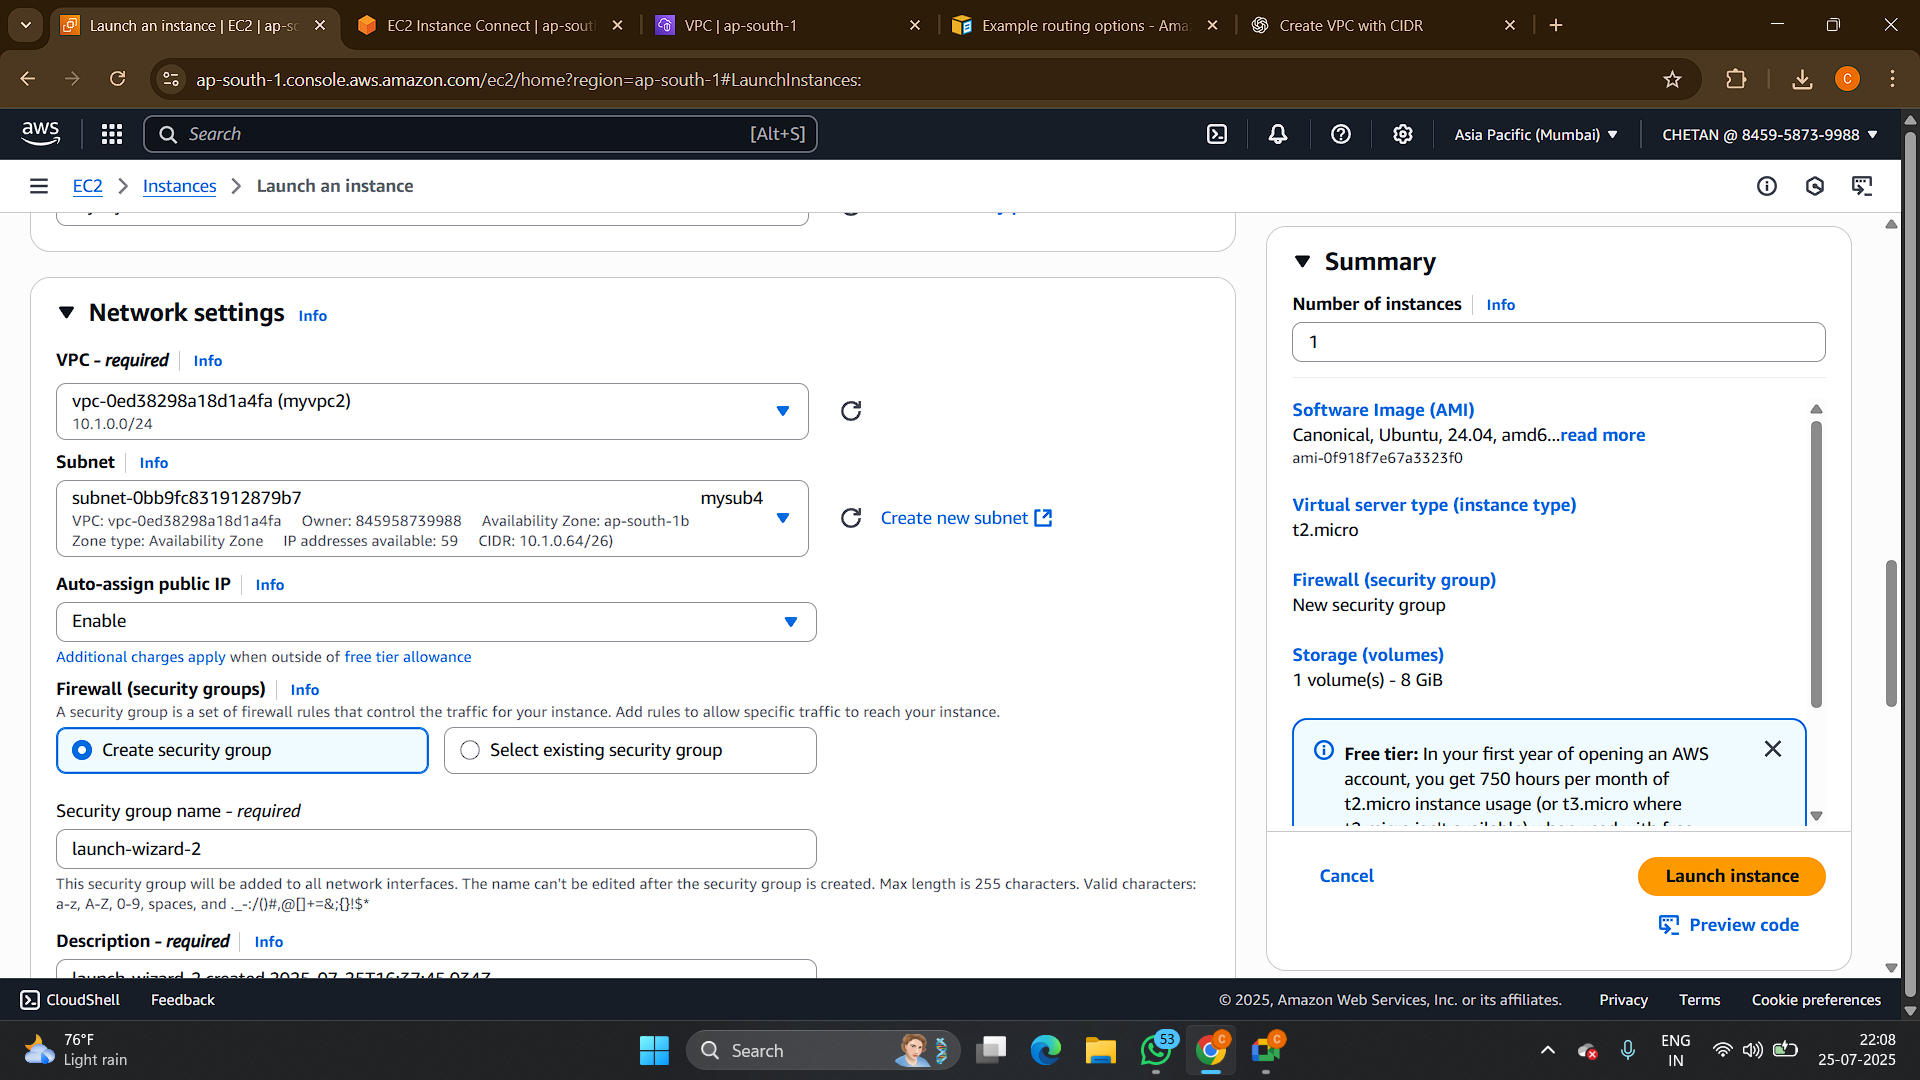 Launch an instance | EC2 | ap-so
EC2 Instance Connect | ap-sout
VPC | ap-south-1
Example routing options - Ama
Create VPC with CIDR
ap-south-1.console.aws.amazon.com/ec2/home?region=ap-south-1#LaunchInstances:
C
aws
Search
[Alt+S]
Asia Pacific (Mumbai)
CHETAN @ 8459-5873-9988
EC2
Instances
Launch an instance
Network settings Info
VPC - required Info
vpc-0ed38298a18d1a4fa (myvpc2)
10.1.0.0/24
Subnet Info
subnet-0bb9fc831912879b7 mysub4
VPC: vpc-0ed38298a18d1a4fa Owner: 845958739988 Availability Zone: ap-south-1b
Zone type: Availability Zone IP addresses available: 59 CIDR: 10.1.0.64/26)
Create new subnet
Auto-assign public IP Info
Enable
Additional charges apply when outside of free tier allowance
Firewall (security groups) Info
A security group is a set of firewall rules that control the traffic for your instance. Add rules to allow specific traffic to reach your instance.
Create security group
Select existing security group
Security group name - required
launch-wizard-2
This security group will be added to all network interfaces. The name can't be edited after the security group is created. Max length is 255 characters. Valid characters:
a-z, A-Z, 0-9, spaces, and ._-:/()#,@[]+=&;{}!$*
Description - required Info
launch-wizard-2 created 2025-07-25T16:37:45.034Z
Summary
Number of instances Info
1
Software Image (AMI)
Canonical, Ubuntu, 24.04, amd6...read more
ami-0f918f7e67a3323f0
Virtual server type (instance type)
t2.micro
Firewall (security group)
New security group
Storage (volumes)
1 volume(s) - 8 GiB
Free tier: In your first year of opening an AWS
account, you get 750 hours per month of
t2.micro instance usage (or t3.micro where
Cancel
Launch instance
Preview code
CloudShell
Feedback
© 2025, Amazon Web Services, Inc. or its affiliates.
Privacy
Terms
Cookie preferences
76°F
Light rain
Search
53
C
C
ENG
IN
22:08
25-07-2025